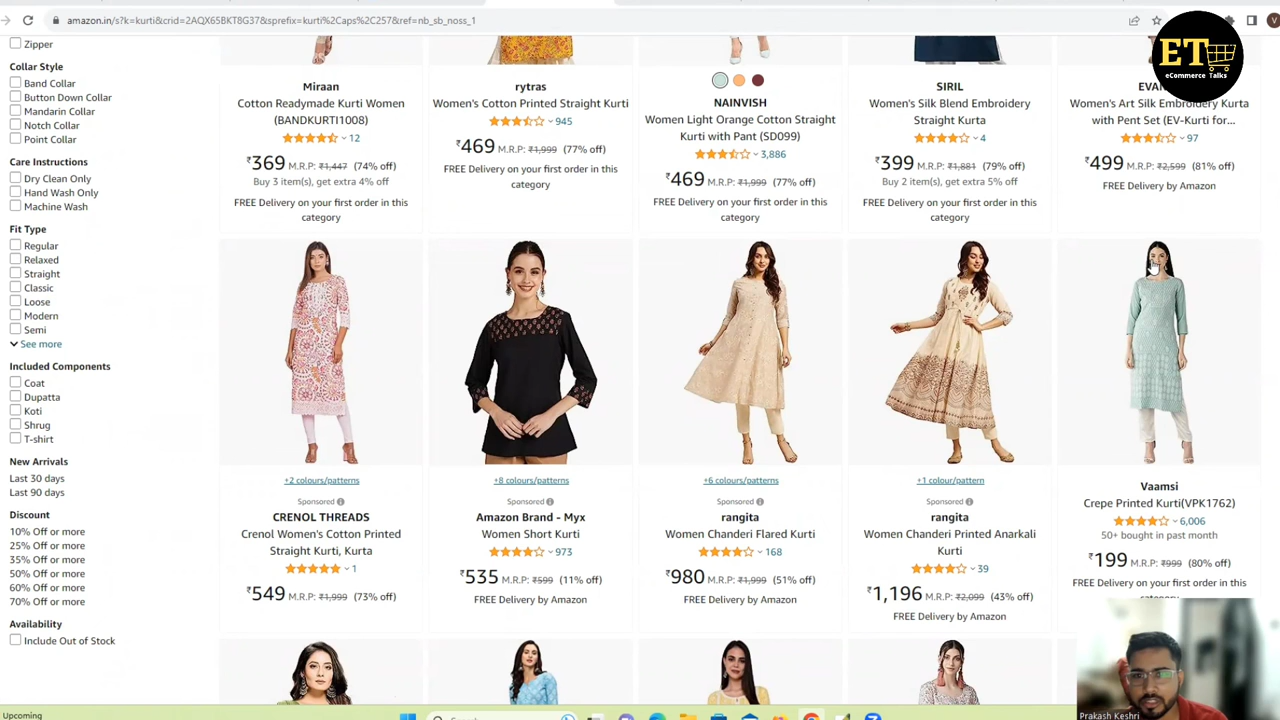 amazon.in/s?k=kurti&crid=2AQX65BKT8G37&sprefix=kurti%2Caps%2C257&ref=nb_sb_noss_1
V
ET
eCommerce Talks
Zipper
Collar Style
Band Collar
Button Down Collar
Mandarin Collar
Notch Collar
Point Collar
Care Instructions
Dry Clean Only
Hand Wash Only
Machine Wash
Fit Type
Regular
Relaxed
Straight
Classic
Loose
Modern
Semi
See more
Included Components
Coat
Dupatta
Koti
Shrug
T-shirt
New Arrivals
Last 30 days
Last 90 days
Discount
10% Off or more
25% Off or more
35% Off or more
50% Off or more
60% Off or more
70% Off or more
Availability
Include Out of Stock
Miraan
Cotton Readymade Kurti Women
(BANDKURTI1008)
12
₹369 M.R.P: ₹1,447 (74% off)
Buy 3 item(s), get extra 4% off
FREE Delivery on your first order in this
category
rytras
Women's Cotton Printed Straight Kurti
945
₹469 M.R.P: ₹1,999 (77% off)
FREE Delivery on your first order in this
category
NAINVISH
Women Light Orange Cotton Straight
Kurti with Pant (SD099)
3,886
₹469 M.R.P: ₹1,999 (77% off)
FREE Delivery on your first order in this
category
SIRIL
Women's Silk Blend Embroidery
Straight Kurta
4
₹399 M.R.P: ₹1,881 (79% off)
Buy 2 item(s), get extra 5% off
FREE Delivery on your first order in this
category
Women's Art Silk Embroidery Kurta
with Pent Set (EV-Kurti for...
97
₹499 M.R.P: ₹2,599 (81% off)
FREE Delivery by Amazon
+2 colours/patterns
Sponsored
CRENOL THREADS
Crenol Women's Cotton Printed
Straight Kurti, Kurta
1
₹549 M.R.P: ₹1,999 (73% off)
+8 colours/patterns
Sponsored
Amazon Brand - Myx
Women Short Kurti
973
₹535 M.R.P: ₹599 (11% off)
FREE Delivery by Amazon
+6 colours/patterns
Sponsored
rangita
Women Chanderi Flared Kurti
168
₹980 M.R.P: ₹1,999 (51% off)
FREE Delivery by Amazon
+1 colour/pattern
Sponsored
rangita
Women Chanderi Printed Anarkali
Kurti
39
₹1,196 M.R.P: ₹2,099 (43% off)
FREE Delivery by Amazon
Vaamsi
Crepe Printed Kurti(VPK1762)
6,006
50+ bought in past month
₹199 M.R.P: ₹999 (80% off)
FREE Delivery on your first order in this
Upcoming
Prakash Keshri